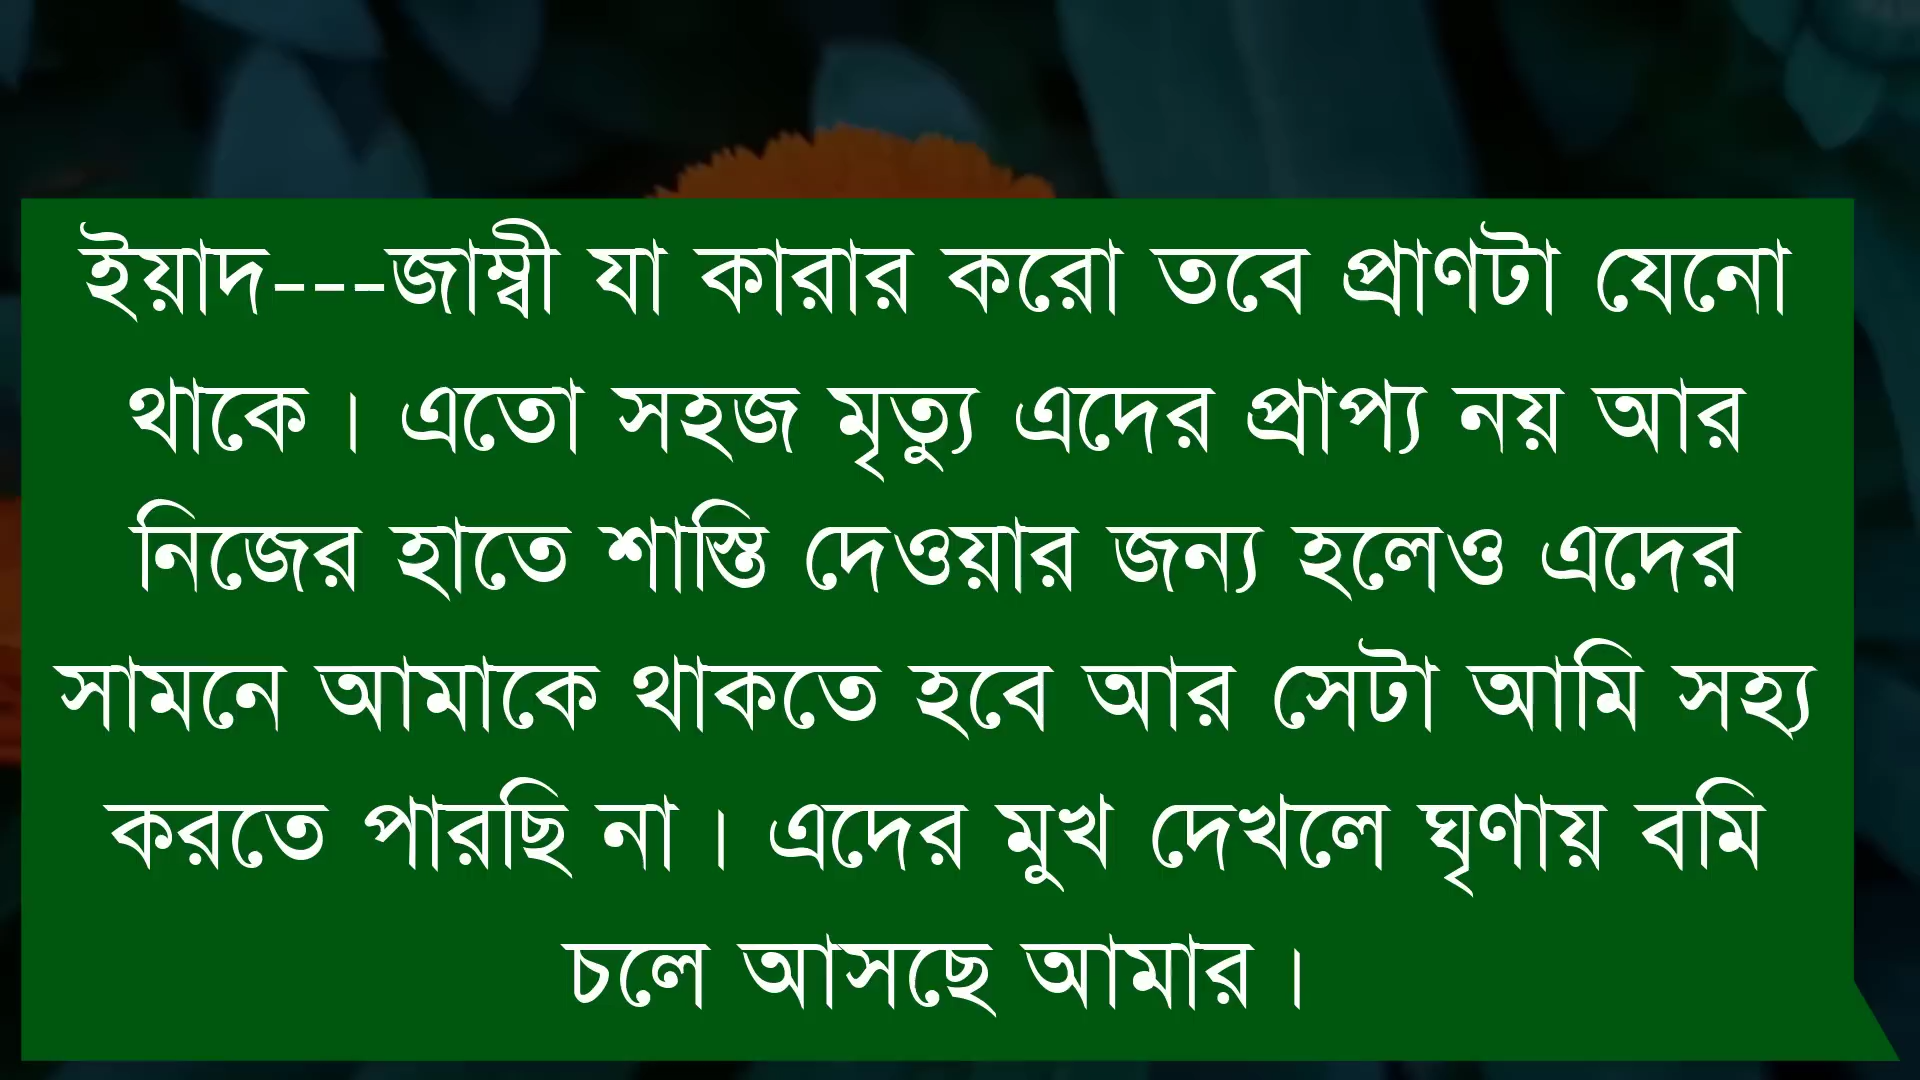 ইয়াদ---জাম্বী যা কারার করো তবে প্রাণটা যেনো
থাকে। এতো সহজ মৃত্যু এদের প্রাপ্য নয় আর
নিজের হাতে শাস্তি দেওয়ার জন্য হলেও এদের
সামনে আমাকে থাকতে হবে আর সেটা আমি সহ্য
করতে পারছি না। এদের মুখ দেখলে ঘৃণায় বমি
চলে আসছে আমার।